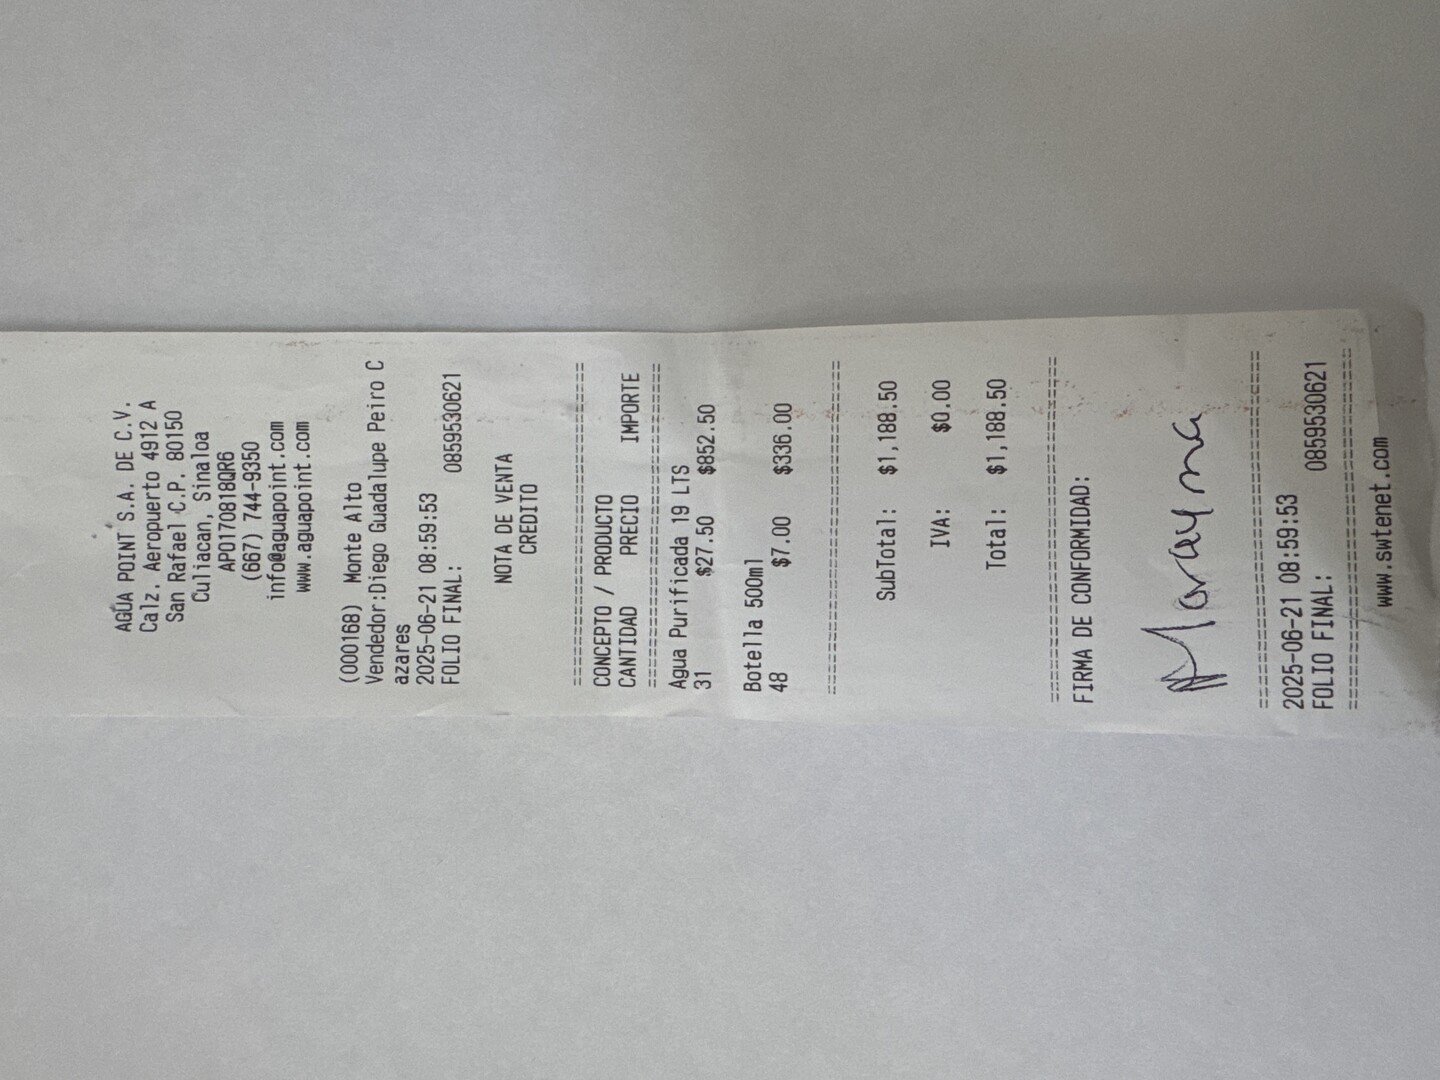 AGUA POINT S.A. DE C.V.
Calz. Aeropuerto 4912 A
San Rafael C.P. 80150
Culiacan, Sinaloa
APO170818QR6
(667) 744-9350
info@aguapoint.com
www.aguapoint.com
(000168) Monte Alto
Vendedor:Diego Guadalupe Peiro C
azares
2025-06-21 08:59:53
FOLIO FINAL: 0859530621
NOTA DE VENTA
CREDITO
================================
CONCEPTO / PRODUCTO
CANTIDAD PRECIO IMPORTE
================================
Agua Purificada 19 LTS
31 $27.50 $852.50
Botella 500ml
48 $7.00 $336.00
================================
SubTotal: $1,188.50
IVA: $0.00
Total: $1,188.50
================================
FIRMA DE CONFORMIDAD:
================================
2025-06-21 08:59:53
FOLIO FINAL: 0859530621
================================
www.swtenet.com